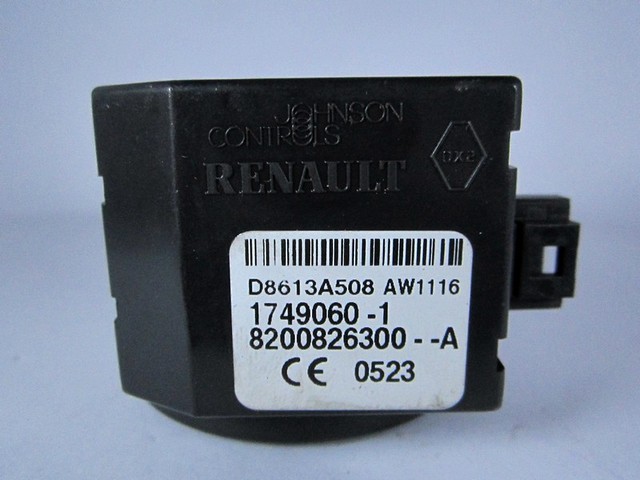 JOHNSON
CONTROLS
RENAULT
D8613A508 AW1116
1749060 -1
8200826300 - -A
CE 0523